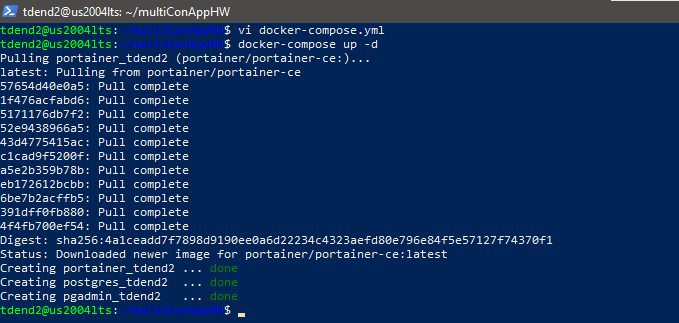 tdend2@us2004lts: ~/multiConAppHW
tdend2@us2004lts:~/multiConAppHW$ vi docker-compose.yml
tdend2@us2004lts:~/multiConAppHW$ docker-compose up -d
Pulling portainer_tdend2 (portainer/portainer-ce:)...
latest: Pulling from portainer/portainer-ce
57654d40e0a5: Pull complete
1f476acfabd6: Pull complete
5171176db7f2: Pull complete
52e9438966a5: Pull complete
43d4775415ac: Pull complete
c1cad9f5200f: Pull complete
a5e2b359b78b: Pull complete
eb172612bcbb: Pull complete
6be7b2acffb5: Pull complete
391dff0fb880: Pull complete
4f4fb700ef54: Pull complete
Digest: sha256:4a1ceadd7f7898d9190ee0a6d22234c4323aefd80e796e84f5e57127f74370f1
Status: Downloaded newer image for portainer/portainer-ce:latest
Creating portainer_tdend2 ... done
Creating postgres_tdend2  ... done
Creating pgadmin_tdend2   ... done
tdend2@us2004lts:~/multiConAppHW$